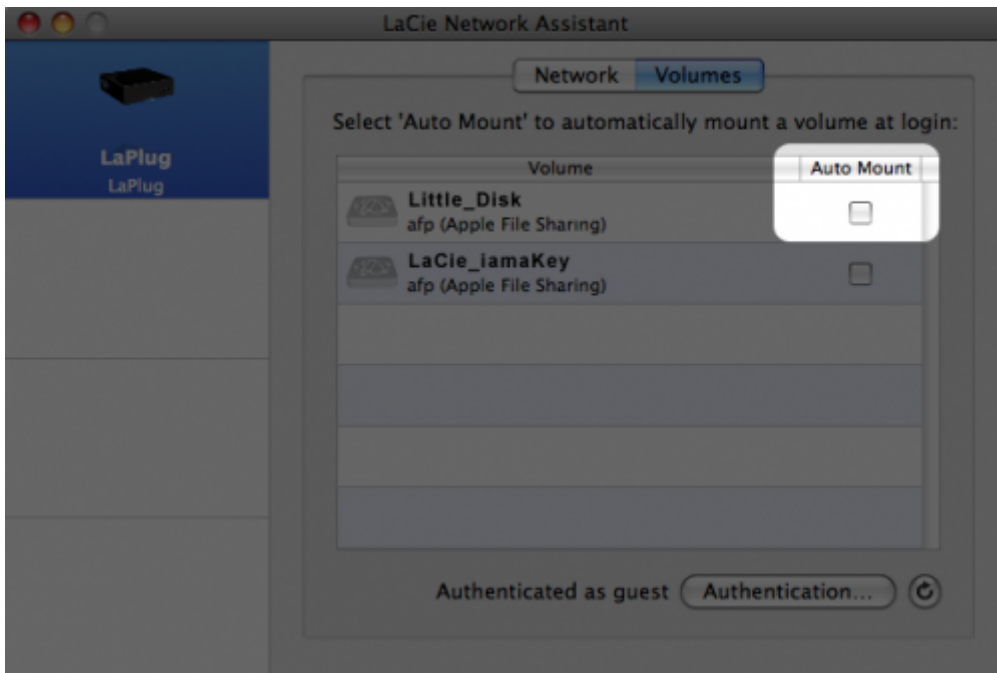 LaCie Network Assistant
Network Volumes
Select 'Auto Mount' to automatically mount a volume at login:
LaPlug
LaPlug
Volume Auto Mount
Little_Disk
afp (Apple File Sharing)
LaCie_iamaKey
afp (Apple File Sharing)
Authenticated as guest Authentication...